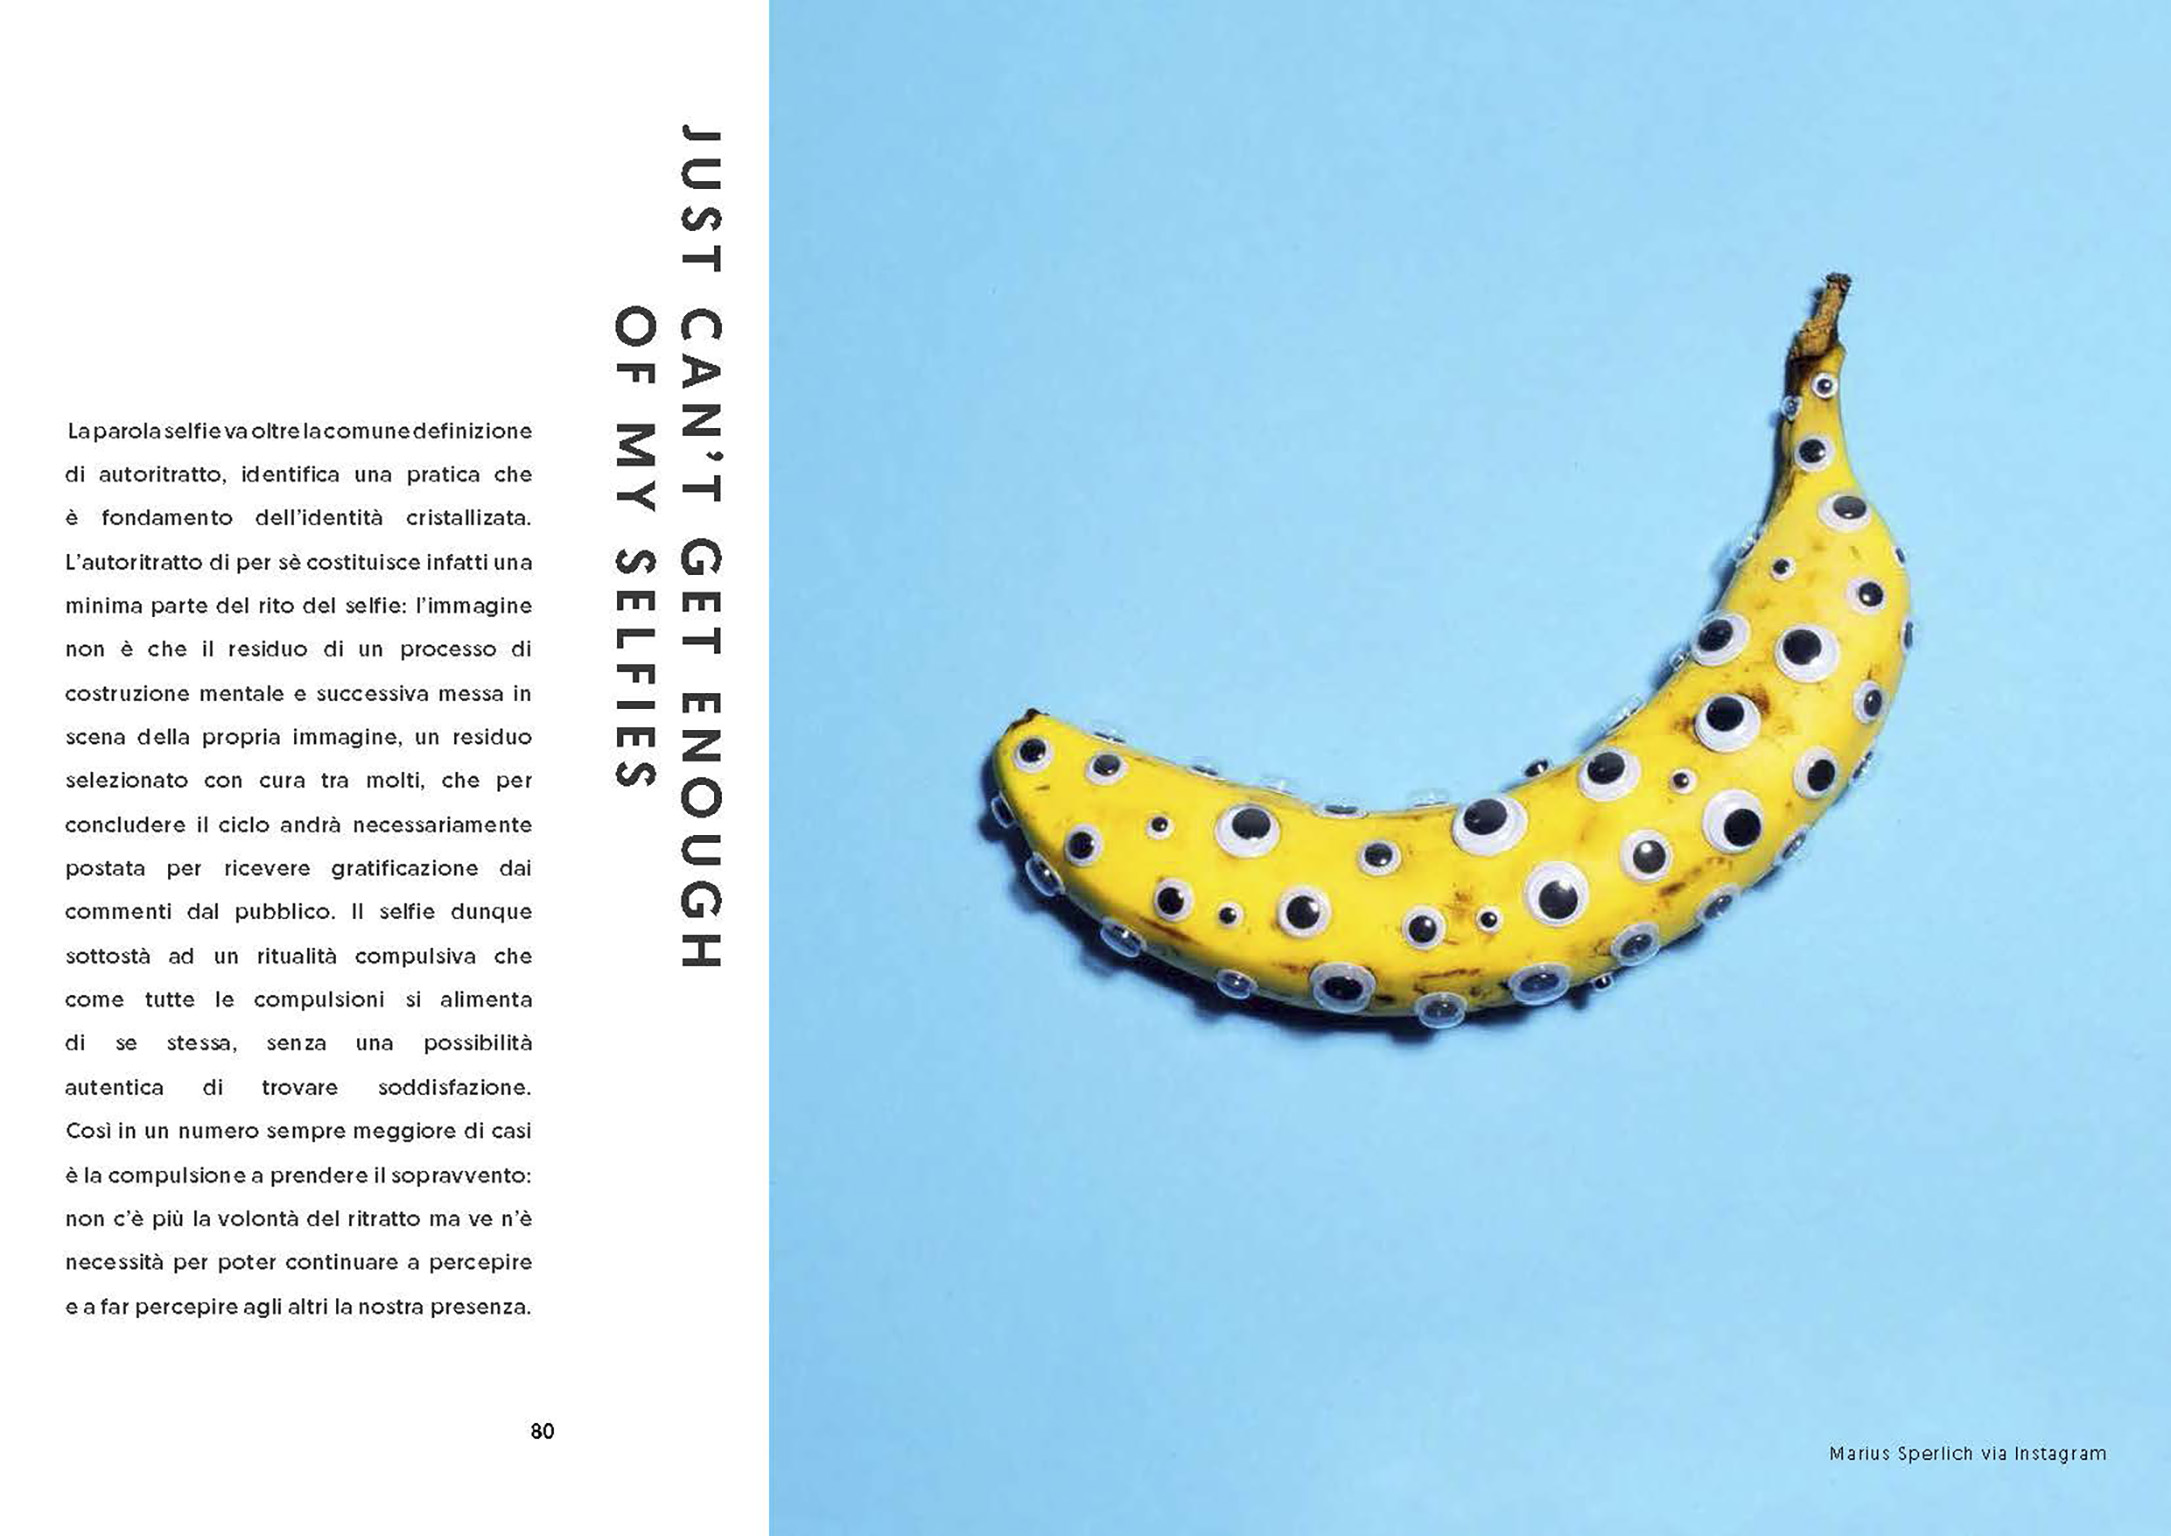 JUST CAN'T GET ENOUGH
OF MY SELFIES
La parola selfie va oltre la comune definizione
di autoritratto, identifica una pratica che
è fondamento dell'identità cristallizata.
L'autoritratto di per sè costituisce infatti una
minima parte del rito del selfie: l'immagine
non è che il residuo di un processo di
costruzione mentale e successiva messa in
scena della propria immagine, un residuo
selezionato con cura tra molti, che per
concludere il ciclo andrà necessariamente
postata per ricevere gratificazione dai
commenti dal pubblico. Il selfie dunque
sottostà ad un ritualità compulsiva che
come tutte le compulsioni si alimenta
di se stessa, senza una possibilità
autentica di trovare soddisfazione.
Così in un numero sempre meggiore di casi
è la compulsione a prendere il sopravvento:
non c'è più la volontà del ritratto ma ve n'è
necessità per poter continuare a percepire
e a far percepire agli altri la nostra presenza.
80
Marius Sperlich via Instagram